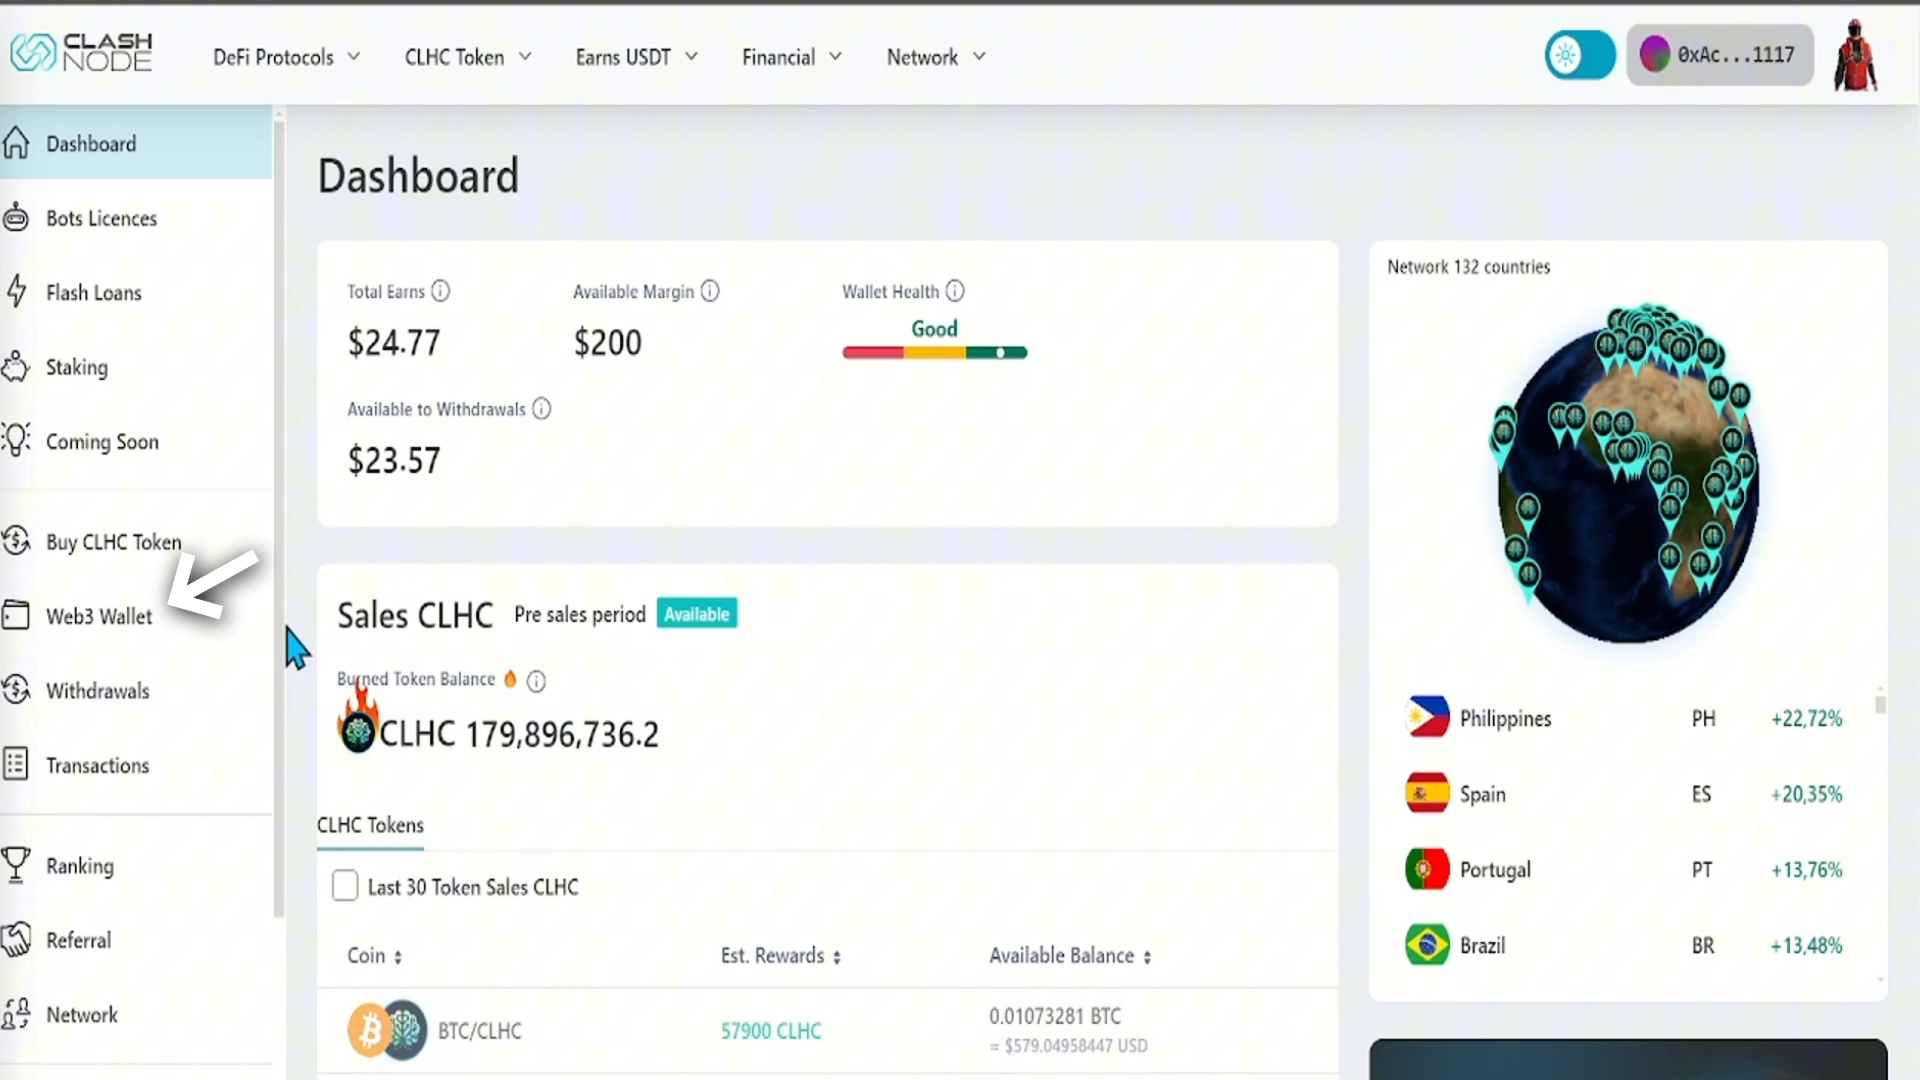 CLASH
NODE
DeFi Protocols
CLHC Token
Earns USDT
Financial
Network
0xAc...1117
Dashboard
Bots Licences
Flash Loans
Staking
Coming Soon
Buy CLHC Token
Web3 Wallet
Withdrawals
Transactions
Ranking
Referral
Network
Dashboard
Total Earns
$24.77
Available Margin
$200
Wallet Health
Good
Available to Withdrawals
$23.57
Sales CLHC Pre sales period Available
Burned Token Balance
CLHC 179,896,736.2
CLHC Tokens
Last 30 Token Sales CLHC
Coin Est. Rewards Available Balance
BTC/CLHC 57900 CLHC 0.01073281 BTC
= $579.04958447 USD
Network 132 countries
Philippines PH +22,72%
Spain ES +20,35%
Portugal PT +13,76%
Brazil BR +13,48%